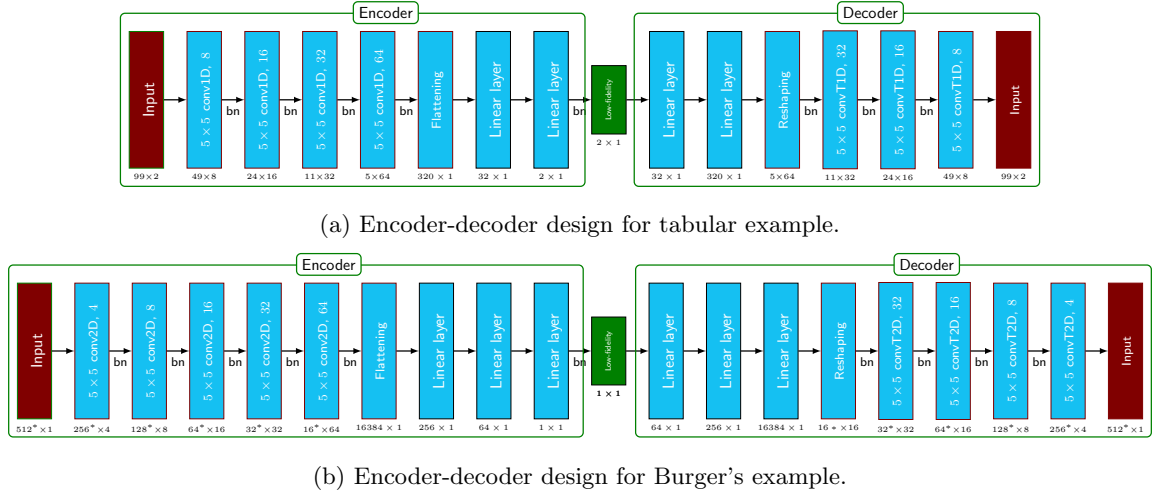 Encoder
Decoder
Input
5 × 5 conv1D, 8
5 × 5 conv1D, 16
5 × 5 conv1D, 32
5 × 5 conv1D, 64
Flattening
Linear layer
Linear layer
Low-fidelity
Linear layer
Linear layer
Reshaping
5 × 5 convT1D, 32
5 × 5 convT1D, 16
5 × 5 convT1D, 8
Input
bn bn bn bn bn bn bn bn
99×2 49×8 24×16 11×32 5×64 320 × 1 32 × 1 2 × 1 2 × 1 32 × 1 320 × 1 5×64 11×32 24×16 49×8 99×2
(a) Encoder-decoder design for tabular example.
Encoder
Decoder
Input
5 × 5 conv2D, 4
5 × 5 conv2D, 8
5 × 5 conv2D, 16
5 × 5 conv2D, 32
5 × 5 conv2D, 64
Flattening
Linear layer
Linear layer
Linear layer
Low-fidelity
Linear layer
Linear layer
Linear layer
Reshaping
5 × 5 convT2D, 32
5 × 5 convT2D, 16
5 × 5 convT2D, 8
5 × 5 convT2D, 4
Input
bn bn bn bn bn bn bn bn bn bn
512*×1 256*×4 128*×8 64*×16 32*×32 16*×64 16384 × 1 256 × 1 64 × 1 1 × 1 1 × 1 64 × 1 256 × 1 16384 × 1 16 * ×16 32*×32 64*×16 128*×8 256*×4 512*×1
(b) Encoder-decoder design for Burger's example.